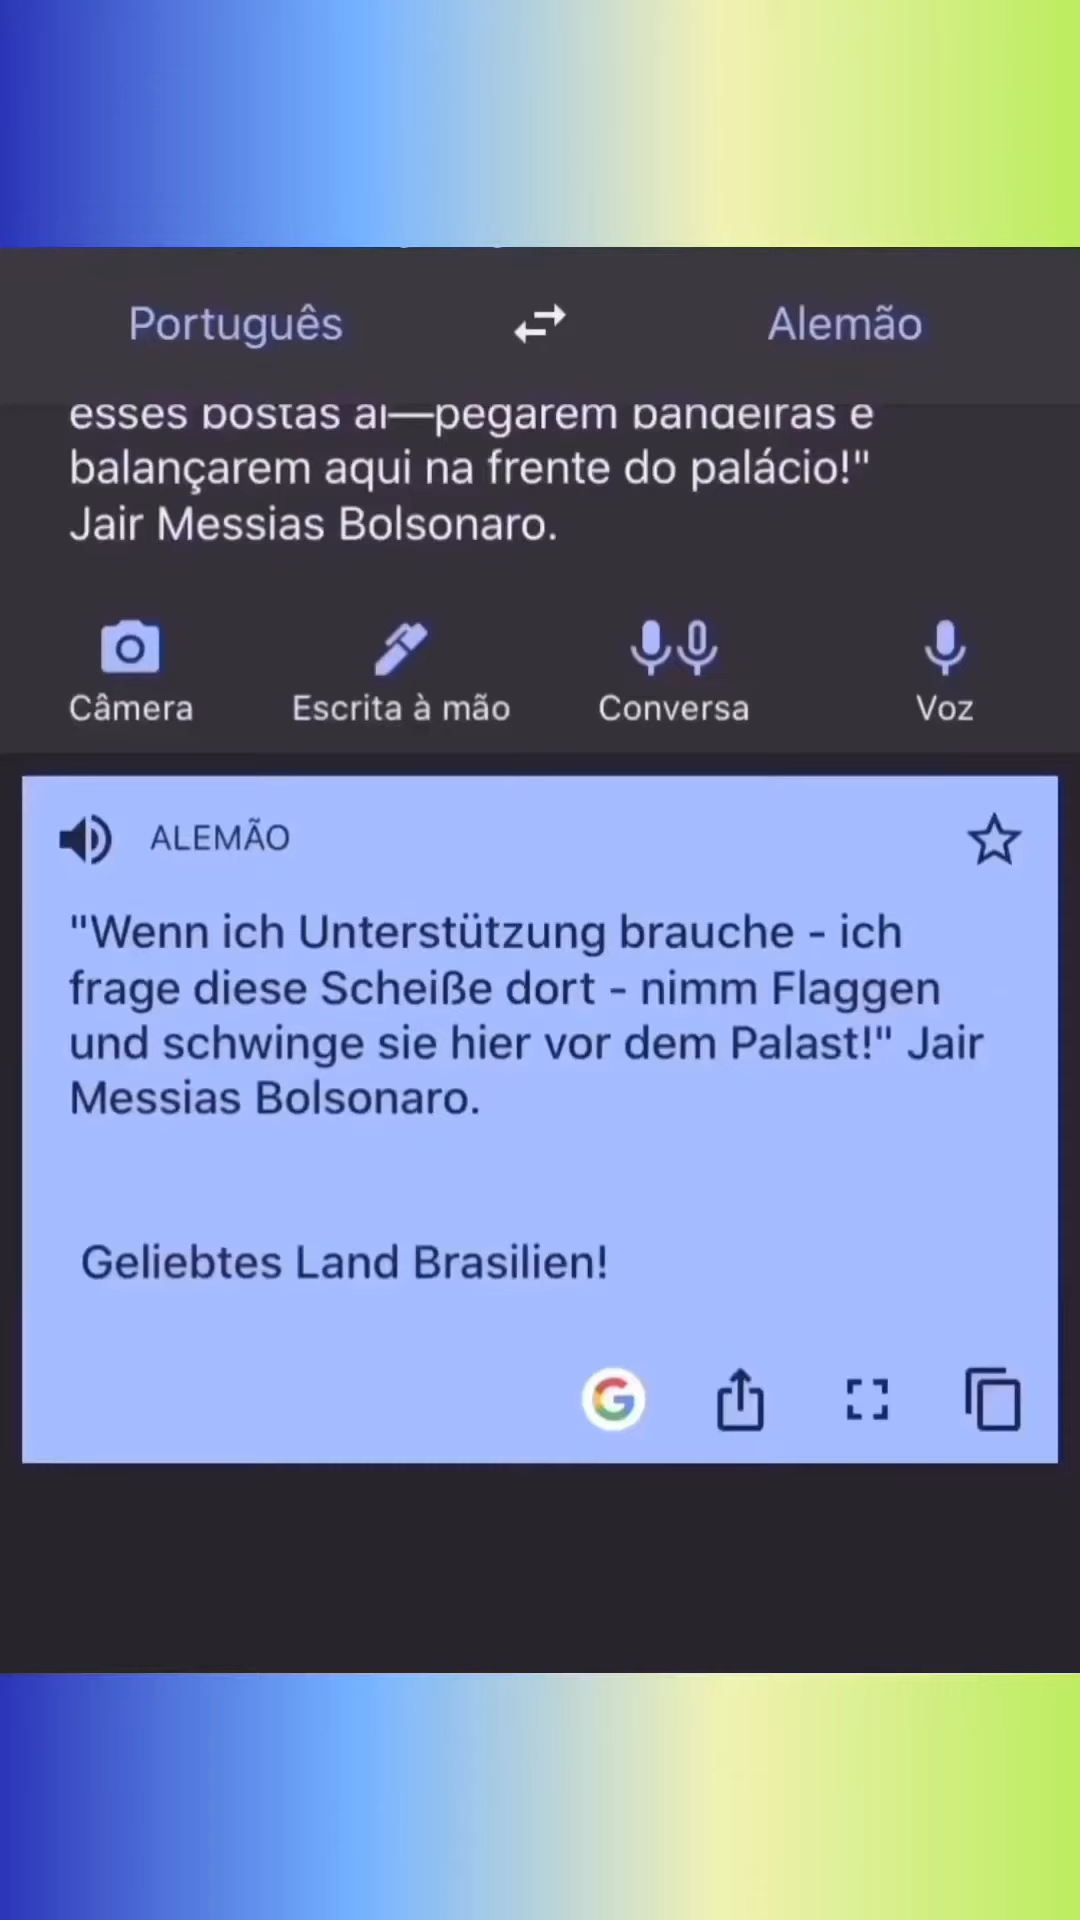 Português
Alemão
esses bostas aí—pegarem bandeiras e
balançarem aqui na frente do palácio!"
Jair Messias Bolsonaro.
Câmera
Escrita à mão
Conversa
Voz
ALEMÃO
"Wenn ich Unterstützung brauche - ich
frage diese Scheiße dort - nimm Flaggen
und schwinge sie hier vor dem Palast!" Jair
Messias Bolsonaro.
Geliebtes Land Brasilien!
G